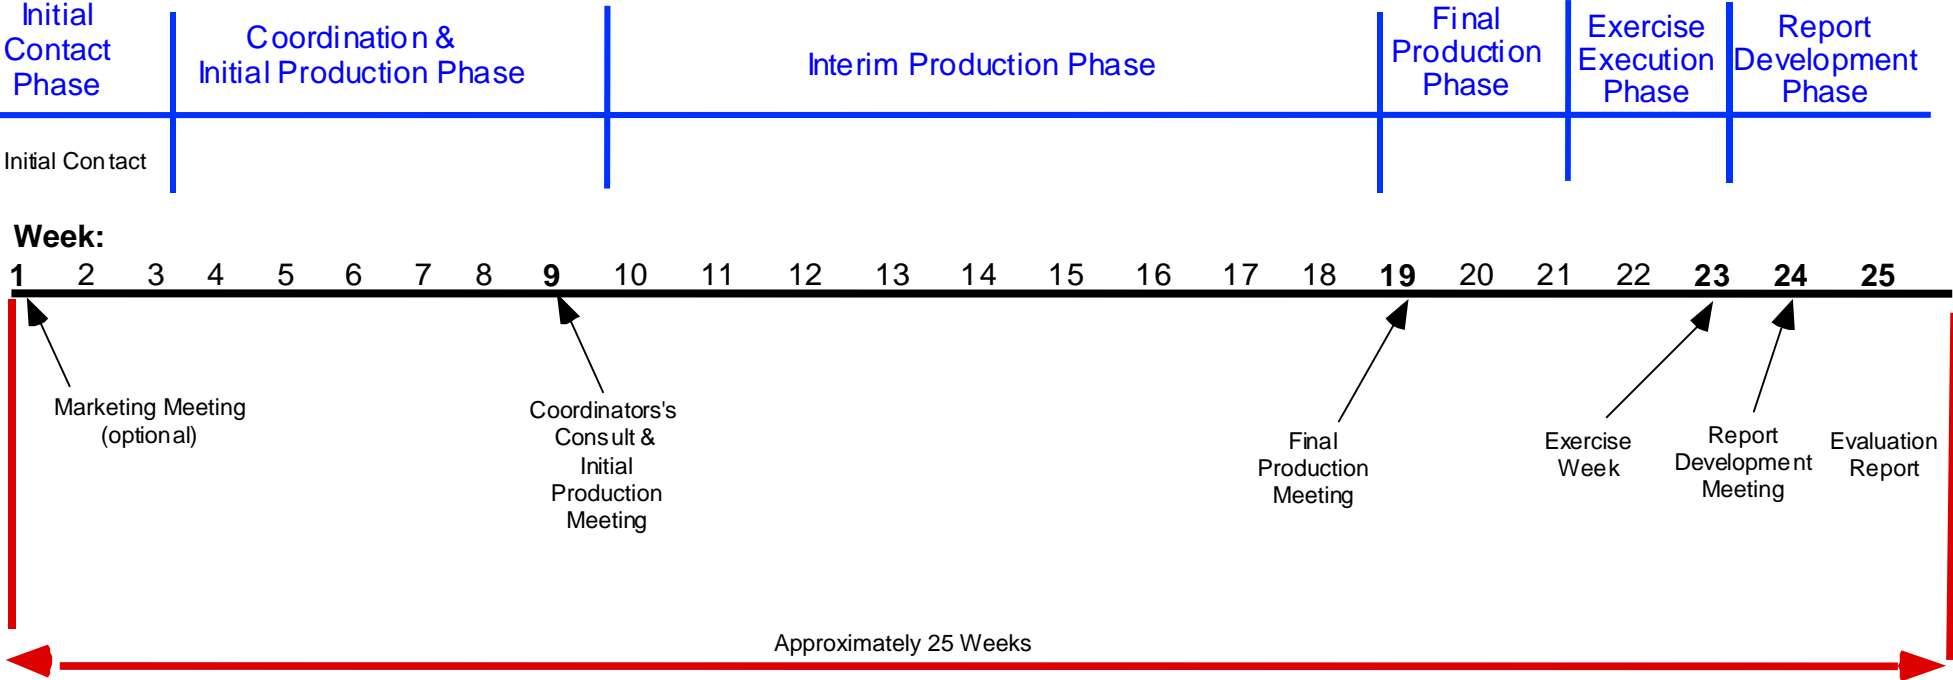 Initial
Contact
Phase
Coordination &
Initial Production Phase
Interim Production Phase
Final
Production
Phase
Exercise
Execution
Phase
Report
Development
Phase
Initial Contact
Week:
1 2 3 4 5 6 7 8 9 10 11 12 13 14 15 16 17 18 19 20 21 22 23 24 25
Marketing Meeting
(optional)
Coordinators's
Consult &
Initial
Production
Meeting
Final
Production
Meeting
Exercise
Week
Report
Development
Meeting
Evaluation
Report
Approximately 25 Weeks